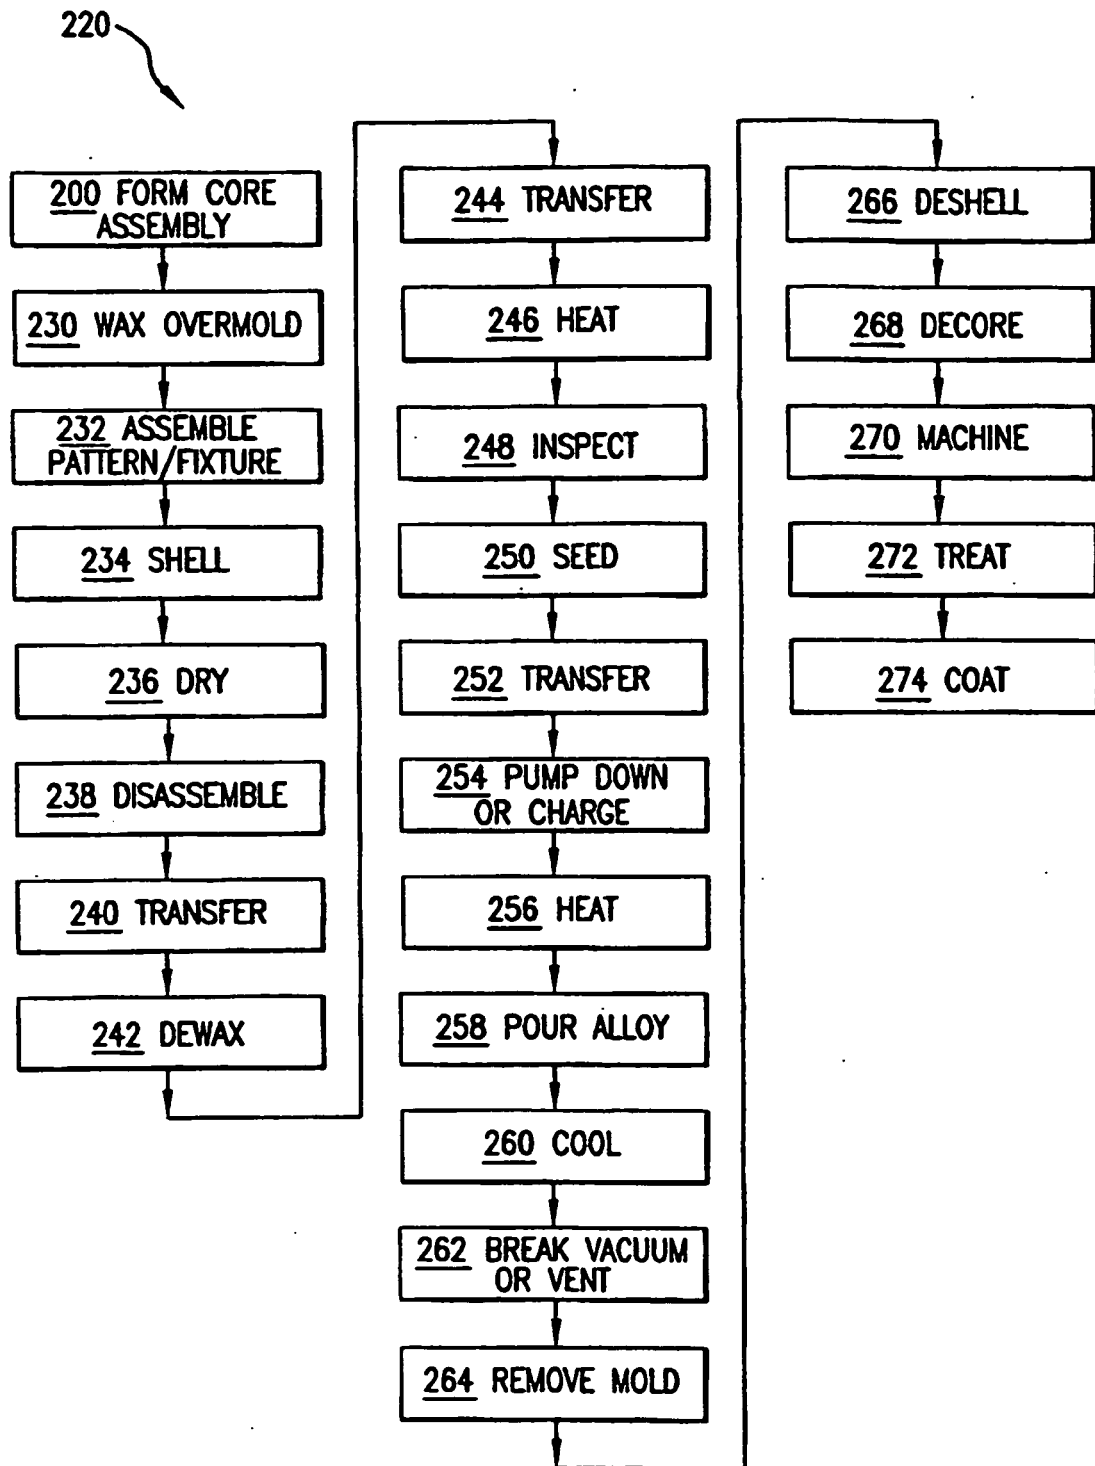 220
200 FORM CORE
ASSEMBLY
230 WAX OVERMOLD
232 ASSEMBLE
PATTERN/FIXTURE
234 SHELL
236 DRY
238 DISASSEMBLE
240 TRANSFER
242 DEWAX
244 TRANSFER
246 HEAT
248 INSPECT
250 SEED
252 TRANSFER
254 PUMP DOWN
OR CHARGE
256 HEAT
258 POUR ALLOY
260 COOL
262 BREAK VACUUM
OR VENT
264 REMOVE MOLD
266 DESHELL
268 DECORE
270 MACHINE
272 TREAT
274 COAT